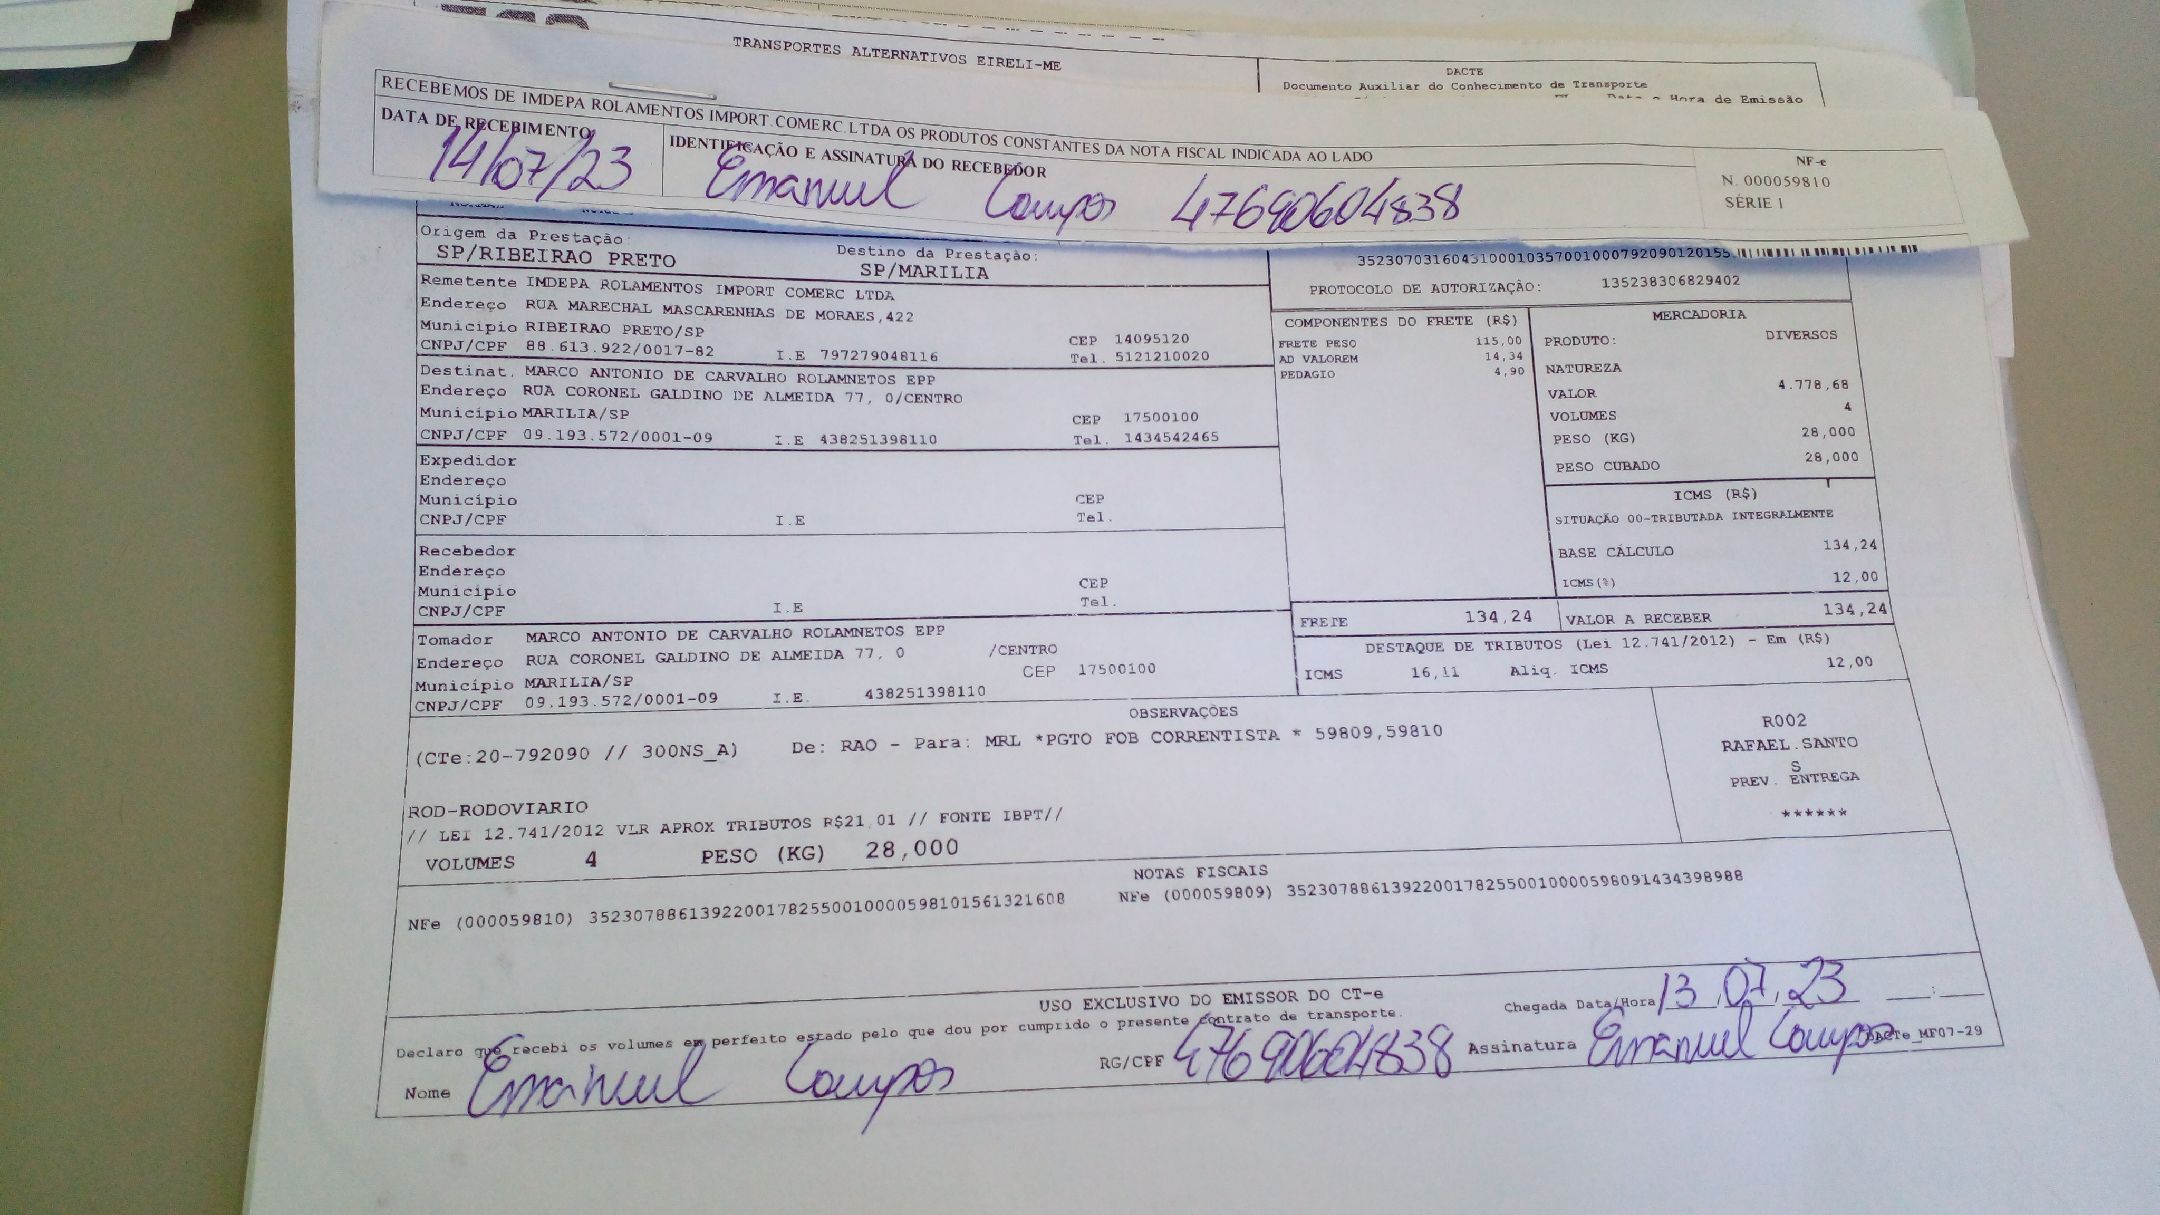 TRANSPORTES ALTERNATIVOS EIRELI-ME
DACTE
Documento Auxiliar do Conhecimento de Transporte
Data e Hora de Emissão
RECEBEMOS DE IMDEPA ROLAMENTOS IMPORT.COMERC.LTDA OS PRODUTOS CONSTANTES DA NOTA FISCAL INDICADA AO LADO
DATA DE RECEBIMENTO
IDENTIFICAÇÃO E ASSINATURA DO RECEBEDOR
14/07/23 Emanuel Campos 47690604838
NF-e
N. 000059810
SÉRIE 1
Origem da Prestação:
SP/RIBEIRAO PRETO
Destino da Prestação:
SP/MARILIA
Remetente IMDEPA ROLAMENTOS IMPORT COMERC LTDA
Endereço RUA MARECHAL MASCARENHAS DE MORAES,422
Município RIBEIRAO PRETO/SP CEP 14095120
CNPJ/CPF 88.613.922/0017-82 I.E 797279048116 Tel. 5121210020
Destinat. MARCO ANTONIO DE CARVALHO ROLAMNETOS EPP
Endereço RUA CORONEL GALDINO DE ALMEIDA 77, 0/CENTRO
Município MARILIA/SP CEP 17500100
CNPJ/CPF 09.193.572/0001-09 I.E 438251398110 Tel. 1434542465
Expedidor
Endereço
Município CEP
CNPJ/CPF I.E Tel.
Recebedor
Endereço
Município CEP
CNPJ/CPF I.E Tel.
Tomador MARCO ANTONIO DE CARVALHO ROLAMNETOS EPP
Endereço RUA CORONEL GALDINO DE ALMEIDA 77, 0 /CENTRO
Município MARILIA/SP CEP 17500100
CNPJ/CPF 09.193.572/0001-09 I.E. 438251398110
3523070316043100010357001000792090120155
PROTOCOLO DE AUTORIZAÇÃO: 135238306829402
COMPONENTES DO FRETE (R$)
FRETE PESO 115,00
AD VALOREM 14,34
PEDAGIO 4,90
MERCADORIA
PRODUTO: DIVERSOS
NATUREZA
VALOR 4.778,68
VOLUMES 4
PESO (KG) 28,000
PESO CUBADO 28,000
ICMS (R$)
SITUAÇÃO 00-TRIBUTADA INTEGRALMENTE
BASE CÁLCULO 134,24
ICMS(%) 12,00
FRETE 134,24 VALOR A RECEBER 134,24
DESTAQUE DE TRIBUTOS (Lei 12.741/2012) - Em (R$)
ICMS 16,11 Aliq. ICMS 12,00
OBSERVAÇÕES
(CTe:20-792090 // 300NS_A) De: RAO - Para: MRL *PGTO FOB CORRENTISTA * 59809,59810
R002
RAFAEL.SANTO
S
PREV. ENTREGA
******
ROD-RODOVIARIO
// LEI 12.741/2012 VLR APROX TRIBUTOS R$21,01 // FONTE IBPT//
VOLUMES 4 PESO (KG) 28,000
NOTAS FISCAIS
NFe (000059810) 35230788613922001782550010000598101561321608 NFe (000059809) 35230788613922001782550010000598091434398988
USO EXCLUSIVO DO EMISSOR DO CT-e
Chegada Data/Hora 13.07.23 :
Declaro que recebi os volumes em perfeito estado pelo que dou por cumprido o presente contrato de transporte.
Nome Emanuel Campos RG/CPF 47690604838 Assinatura Emanuel Campos
DACTe_MF07-29